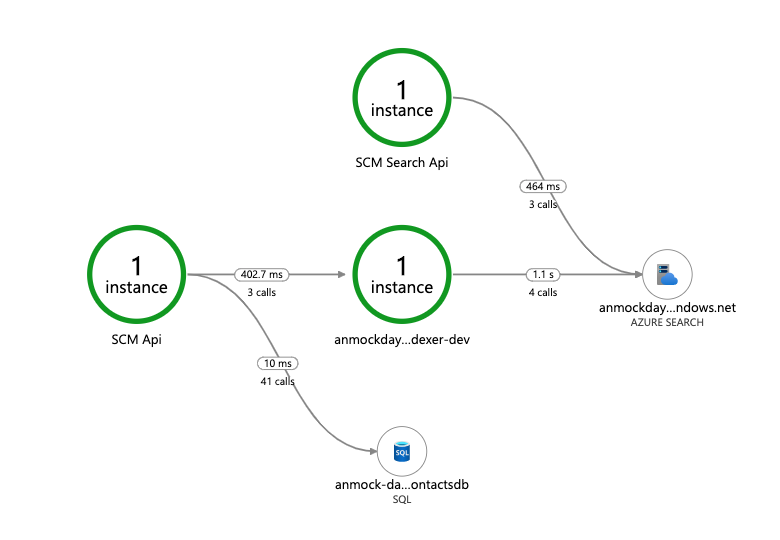 1
instance
SCM Search Api
464 ms
3 calls
1
instance
SCM Api
402.7 ms
3 calls
1
instance
anmockday...dexer-dev
1.1 s
4 calls
anmockday...ndows.net
AZURE SEARCH
10 ms
41 calls
SQL
anmock-da...ontactsdb
SQL